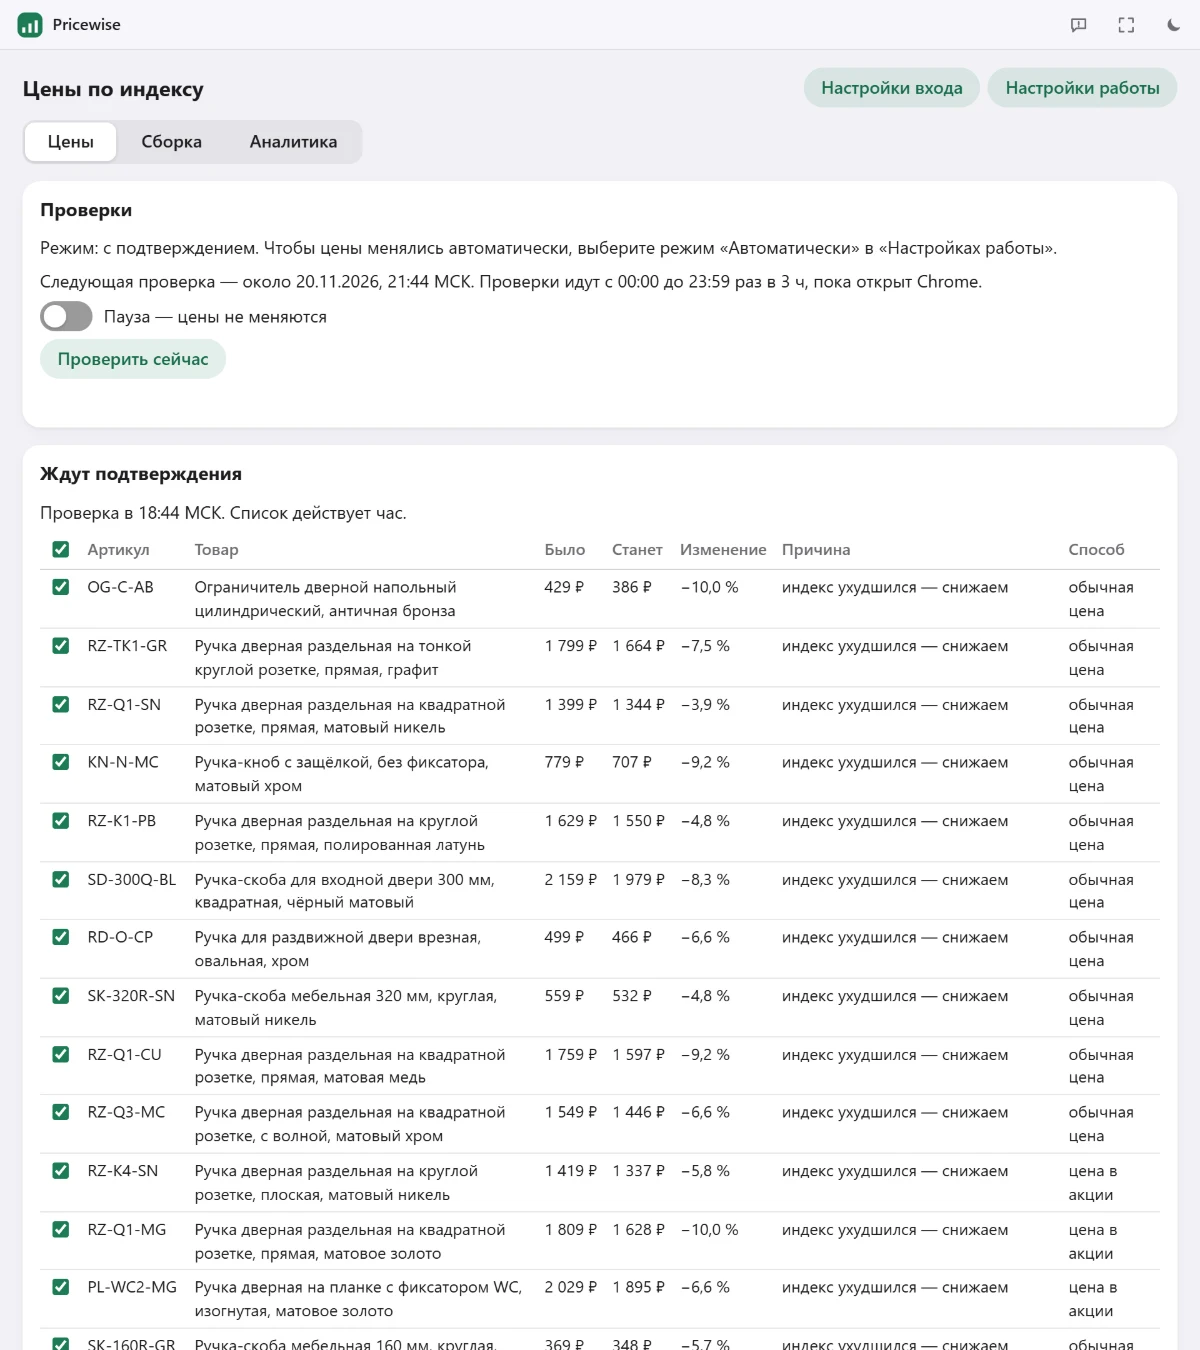 Pricewise
Цены по индексу
Настройки входа
Настройки работы
Цены
Сборка
Аналитика
Проверки
Режим: с подтверждением. Чтобы цены менялись автоматически, выберите режим «Автоматически» в «Настройках работы».
Следующая проверка — около 20.11.2026, 21:44 МСК. Проверки идут с 00:00 до 23:59 раз в 3 ч, пока открыт Chrome.
Пауза — цены не меняются
Проверить сейчас
Ждут подтверждения
Проверка в 18:44 МСК. Список действует час.
Артикул Товар Было Станет Изменение Причина Способ
OG-C-AB Ограничитель дверной напольный 429 ₽ 386 ₽ −10,0 % индекс ухудшился — снижаем обычная
цилиндрический, античная бронза цена
RZ-TK1-GR Ручка дверная раздельная на тонкой 1 799 ₽ 1 664 ₽ −7,5 % индекс ухудшился — снижаем обычная
круглой розетке, прямая, графит цена
RZ-Q1-SN Ручка дверная раздельная на квадратной 1 399 ₽ 1 344 ₽ −3,9 % индекс ухудшился — снижаем обычная
розетке, прямая, матовый никель цена
KN-N-MC Ручка-кноб с защёлкой, без фиксатора, 779 ₽ 707 ₽ −9,2 % индекс ухудшился — снижаем обычная
матовый хром цена
RZ-K1-PB Ручка дверная раздельная на круглой 1 629 ₽ 1 550 ₽ −4,8 % индекс ухудшился — снижаем обычная
розетке, прямая, полированная латунь цена
SD-300Q-BL Ручка-скоба для входной двери 300 мм, 2 159 ₽ 1 979 ₽ −8,3 % индекс ухудшился — снижаем обычная
квадратная, чёрный матовый цена
RD-O-CP Ручка для раздвижной двери врезная, 499 ₽ 466 ₽ −6,6 % индекс ухудшился — снижаем обычная
овальная, хром цена
SK-320R-SN Ручка-скоба мебельная 320 мм, круглая, 559 ₽ 532 ₽ −4,8 % индекс ухудшился — снижаем обычная
матовый никель цена
RZ-Q1-CU Ручка дверная раздельная на квадратной 1 759 ₽ 1 597 ₽ −9,2 % индекс ухудшился — снижаем обычная
розетке, прямая, матовая медь цена
RZ-Q3-MC Ручка дверная раздельная на квадратной 1 549 ₽ 1 446 ₽ −6,6 % индекс ухудшился — снижаем обычная
розетке, с волной, матовый хром цена
RZ-K4-SN Ручка дверная раздельная на круглой 1 419 ₽ 1 337 ₽ −5,8 % индекс ухудшился — снижаем цена в
розетке, плоская, матовый никель акции
RZ-Q1-MG Ручка дверная раздельная на квадратной 1 809 ₽ 1 628 ₽ −10,0 % индекс ухудшился — снижаем цена в
розетке, прямая, матовое золото акции
PL-WC2-MG Ручка дверная на планке с фиксатором WC, 2 029 ₽ 1 895 ₽ −6,6 % индекс ухудшился — снижаем цена в
изогнутая, матовое золото акции
SK-160R-GR Ручка-скоба мебельная 160 мм, круглая, 369 ₽ 348 ₽ −5,7 % индекс ухудшился — снижаем обычная